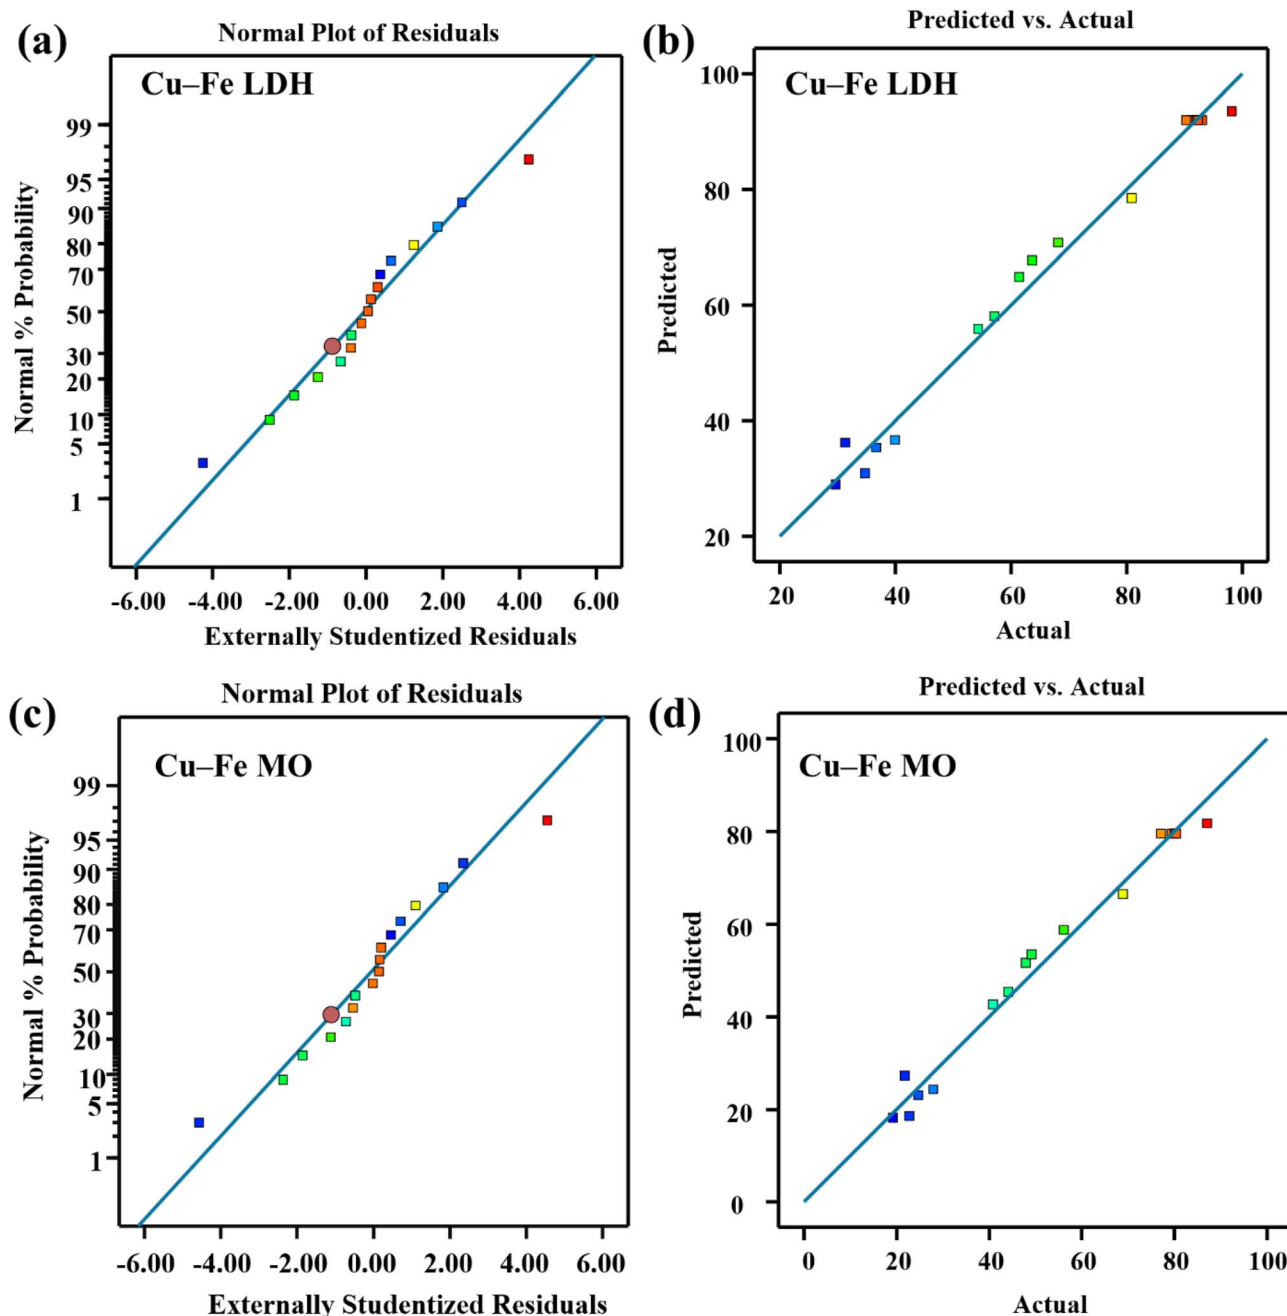 (a)
Normal Plot of Residuals
Cu–Fe LDH
Normal % Probability
99
95
90
80
70
50
30
20
10
5
1
-6.00 -4.00 -2.00 0.00 2.00 4.00 6.00
Externally Studentized Residuals
(b)
Predicted vs. Actual
Cu–Fe LDH
Predicted
100
80
60
40
20
20 40 60 80 100
Actual
(c)
Normal Plot of Residuals
Cu–Fe MO
Normal % Probability
99
95
90
80
70
50
30
20
10
5
1
-6.00 -4.00 -2.00 0.00 2.00 4.00 6.00
Externally Studentized Residuals
(d)
Predicted vs. Actual
Cu–Fe MO
Predicted
100
80
60
40
20
0
0 20 40 60 80 100
Actual